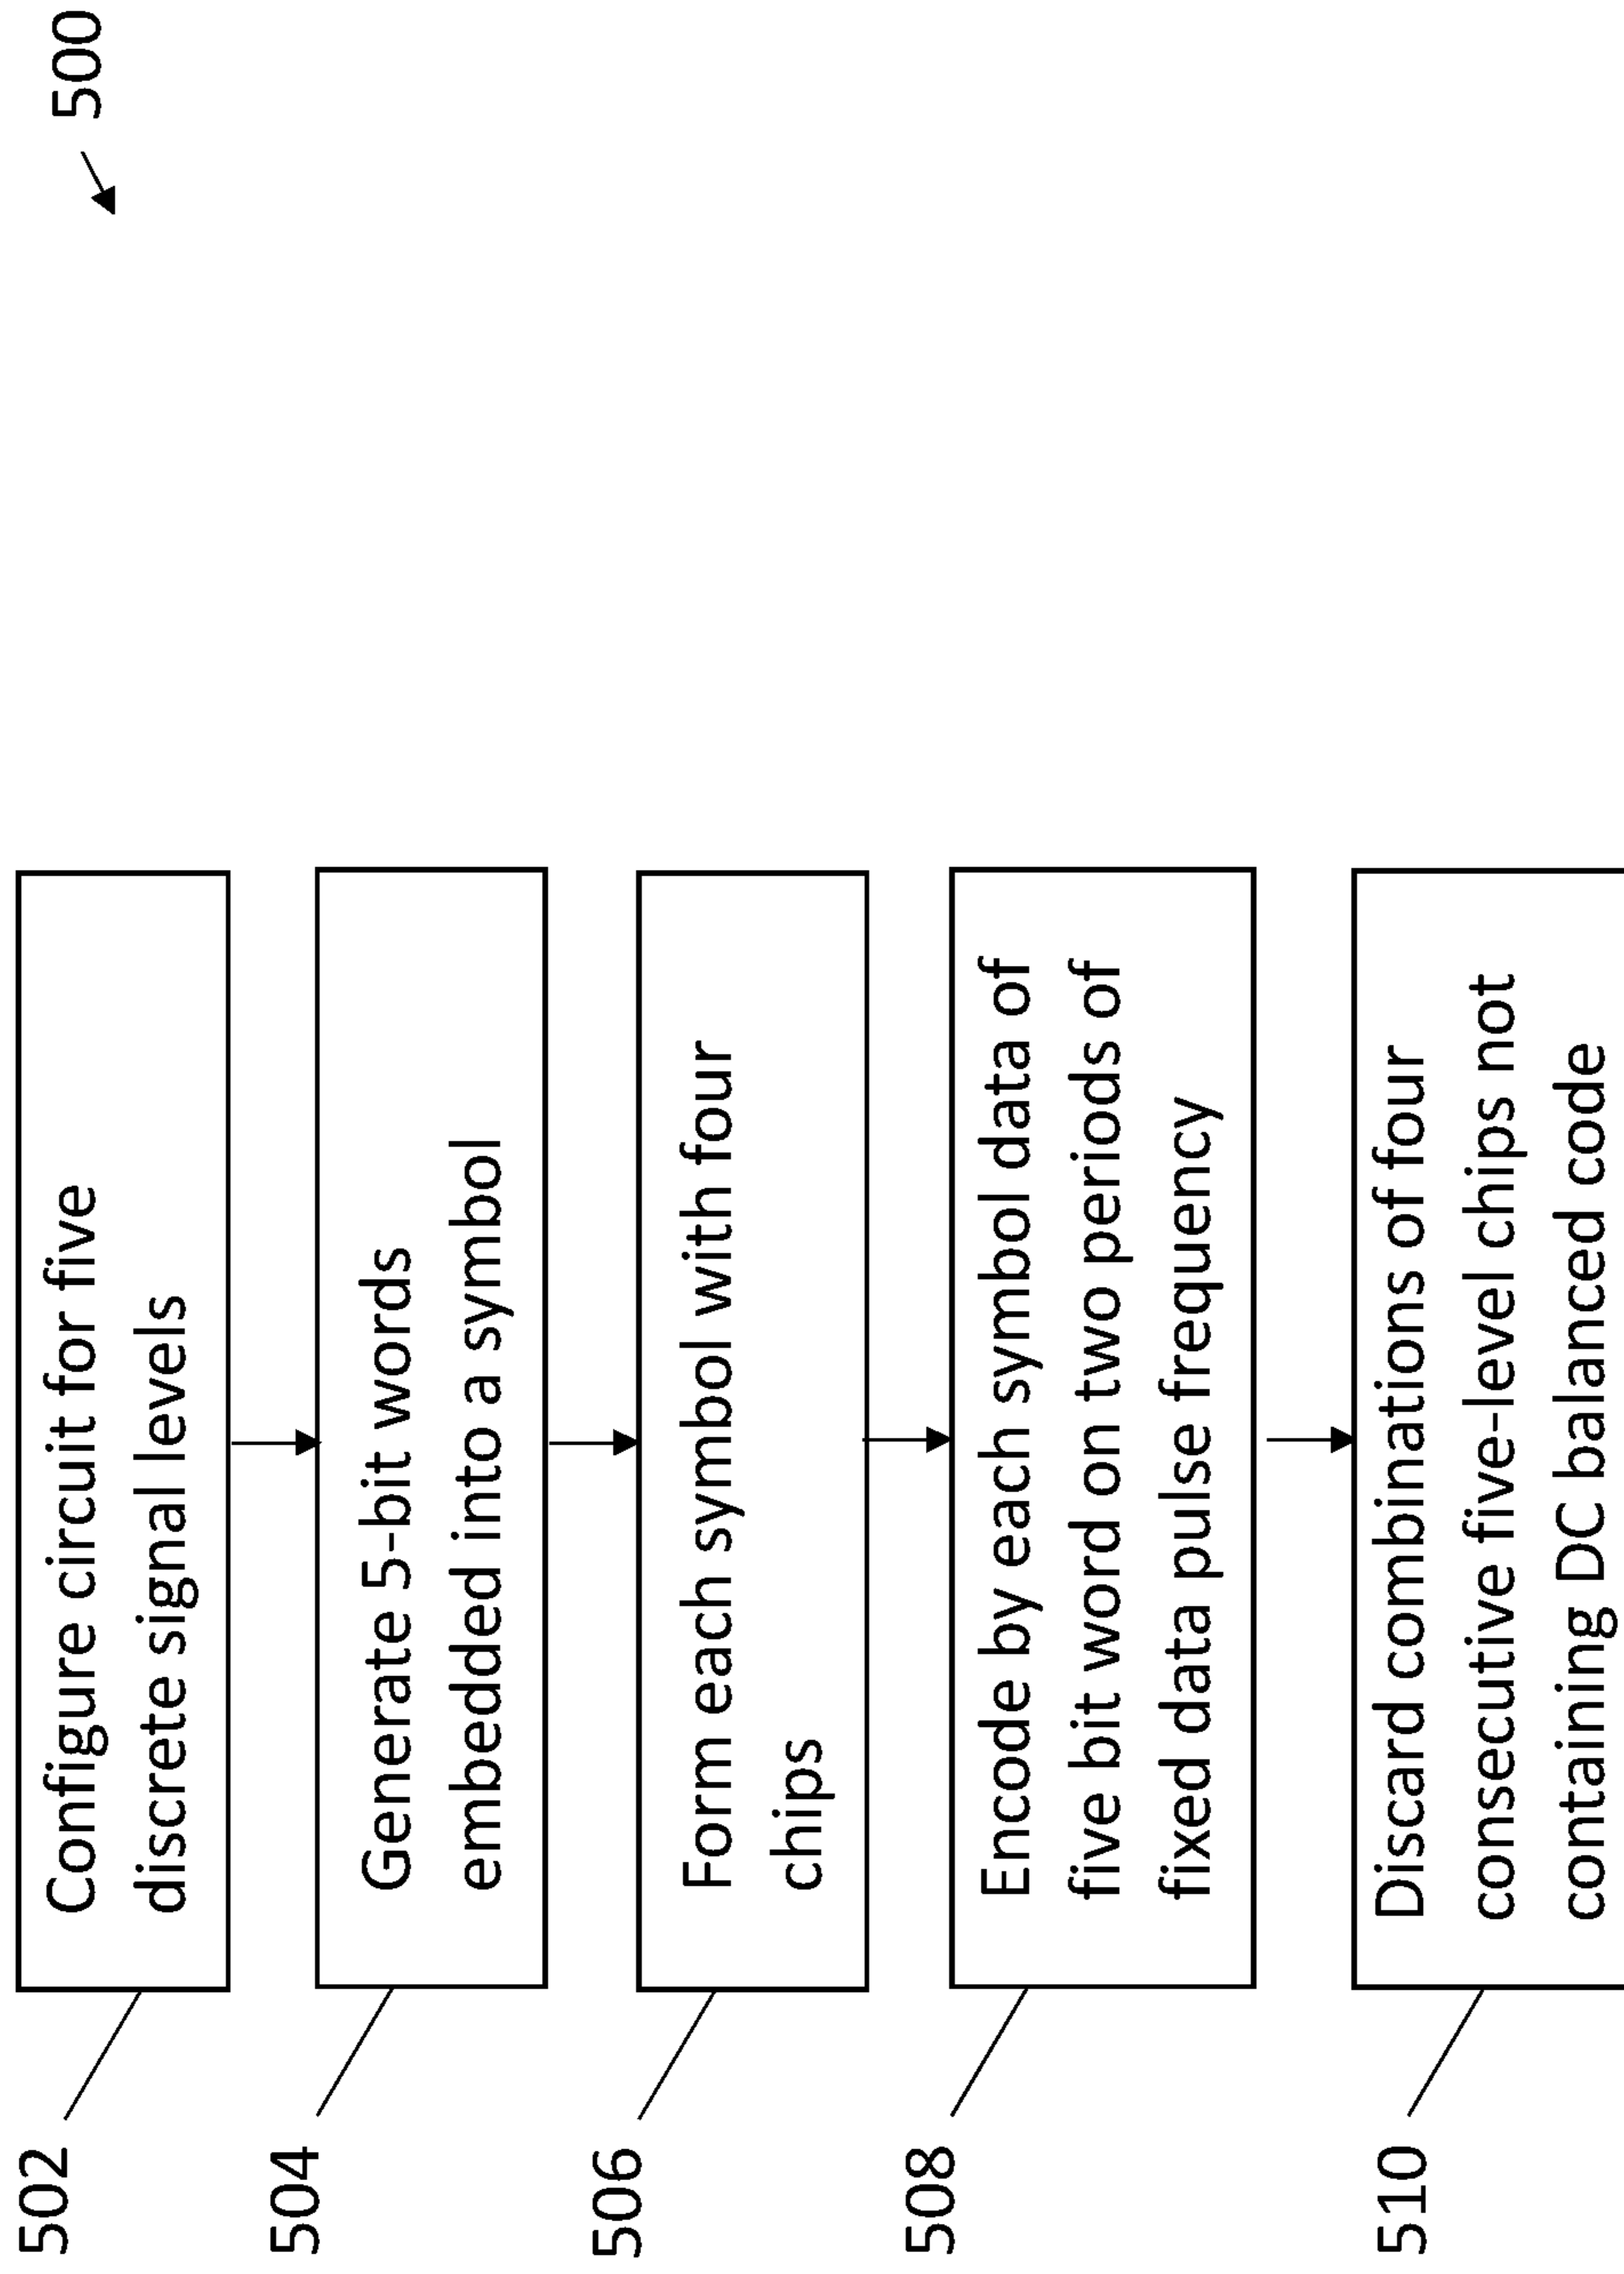 500
502
Configure circuit for five
discrete signal levels
504
Generate 5-bit words
embedded into a symbol
506
Form each symbol with four
chips
508
Encode by each symbol data of
five bit word on two periods of
fixed data pulse frequency
510
Discard combinations of four
consecutive five-level chips not
containing DC balanced code